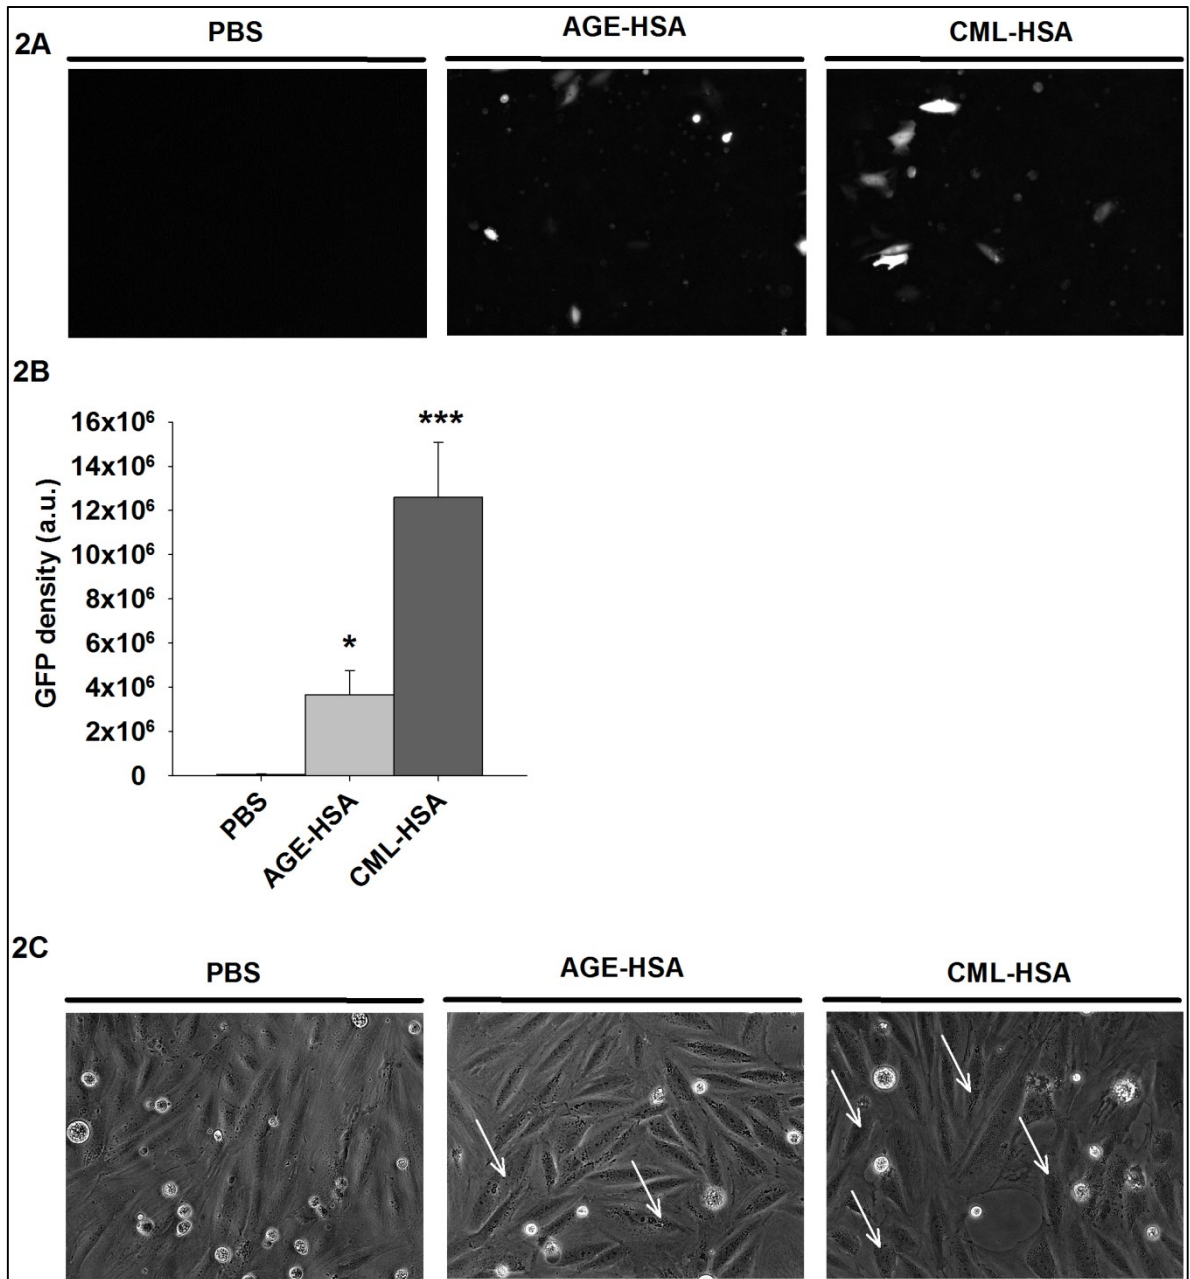 2A
PBS
AGE-HSA
CML-HSA
2B
GFP density (a.u.)
16x10⁶
14x10⁶
12x10⁶
10x10⁶
8x10⁶
6x10⁶
4x10⁶
2x10⁶
0
*
***
PBS
AGE-HSA
CML-HSA
2C
PBS
AGE-HSA
CML-HSA